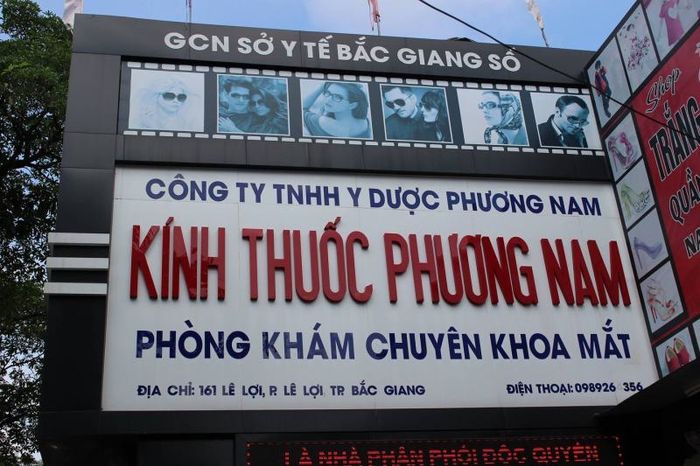 GCN SỞ Y TẾ BẮC GIANG SỐ
CÔNG TY TNHH Y DƯỢC PHƯƠNG NAM
KÍNH THUỐC PHƯƠNG NAM
PHÒNG KHÁM CHUYÊN KHOA MẮT
ĐỊA CHỈ: 161 LÊ LỢI, P. LÊ LỢI TP. BẮC GIANG
ĐIỆN THOẠI: 098926 356
LÀ NHÀ PHÂN PHỐI ĐỘC QUYỀN
Shop
TRANG
QUẦN